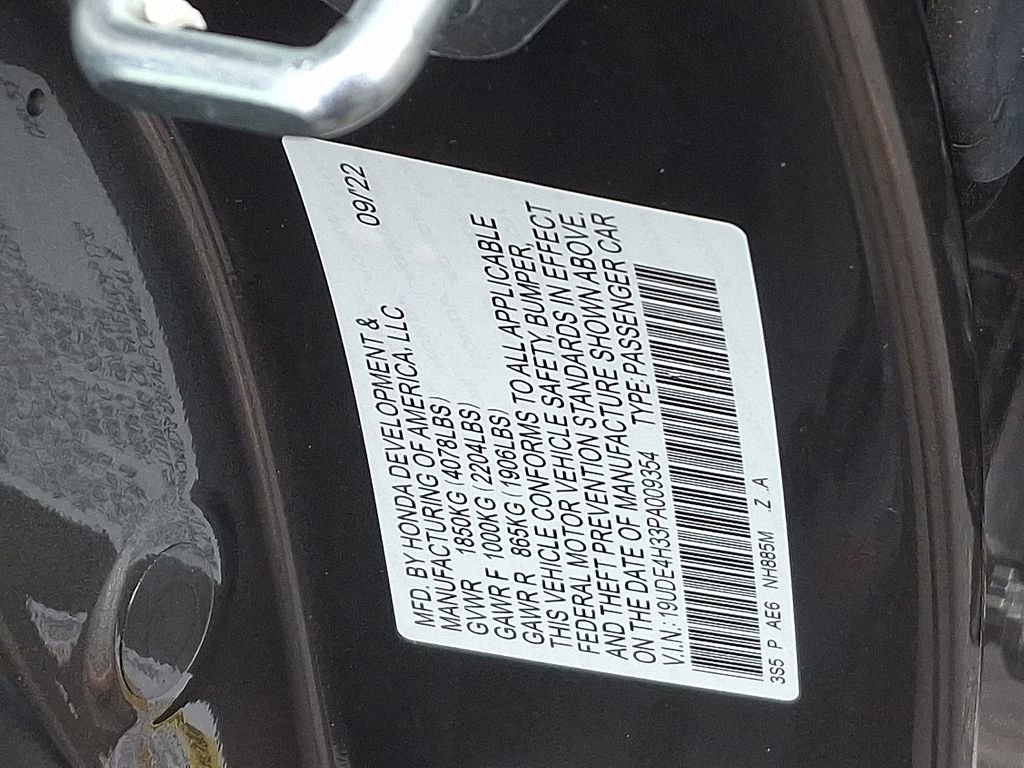 MFD. BY HONDA DEVELOPMENT &
MANUFACTURING OF AMERICA, LLC 09/'22
GVWR 1850KG (4078LBS)
GAWR F 1000KG (2204LBS)
GAWR R 865KG (1906LBS)
THIS VEHICLE CONFORMS TO ALL APPLICABLE
FEDERAL MOTOR VEHICLE SAFETY, BUMPER,
AND THEFT PREVENTION STANDARDS IN EFFECT
ON THE DATE OF MANUFACTURE SHOWN ABOVE.
V.I.N.: 19UDE4H33PA009354 TYPE:PASSENGER CAR
3S5 P AE6 NH885M Z.A